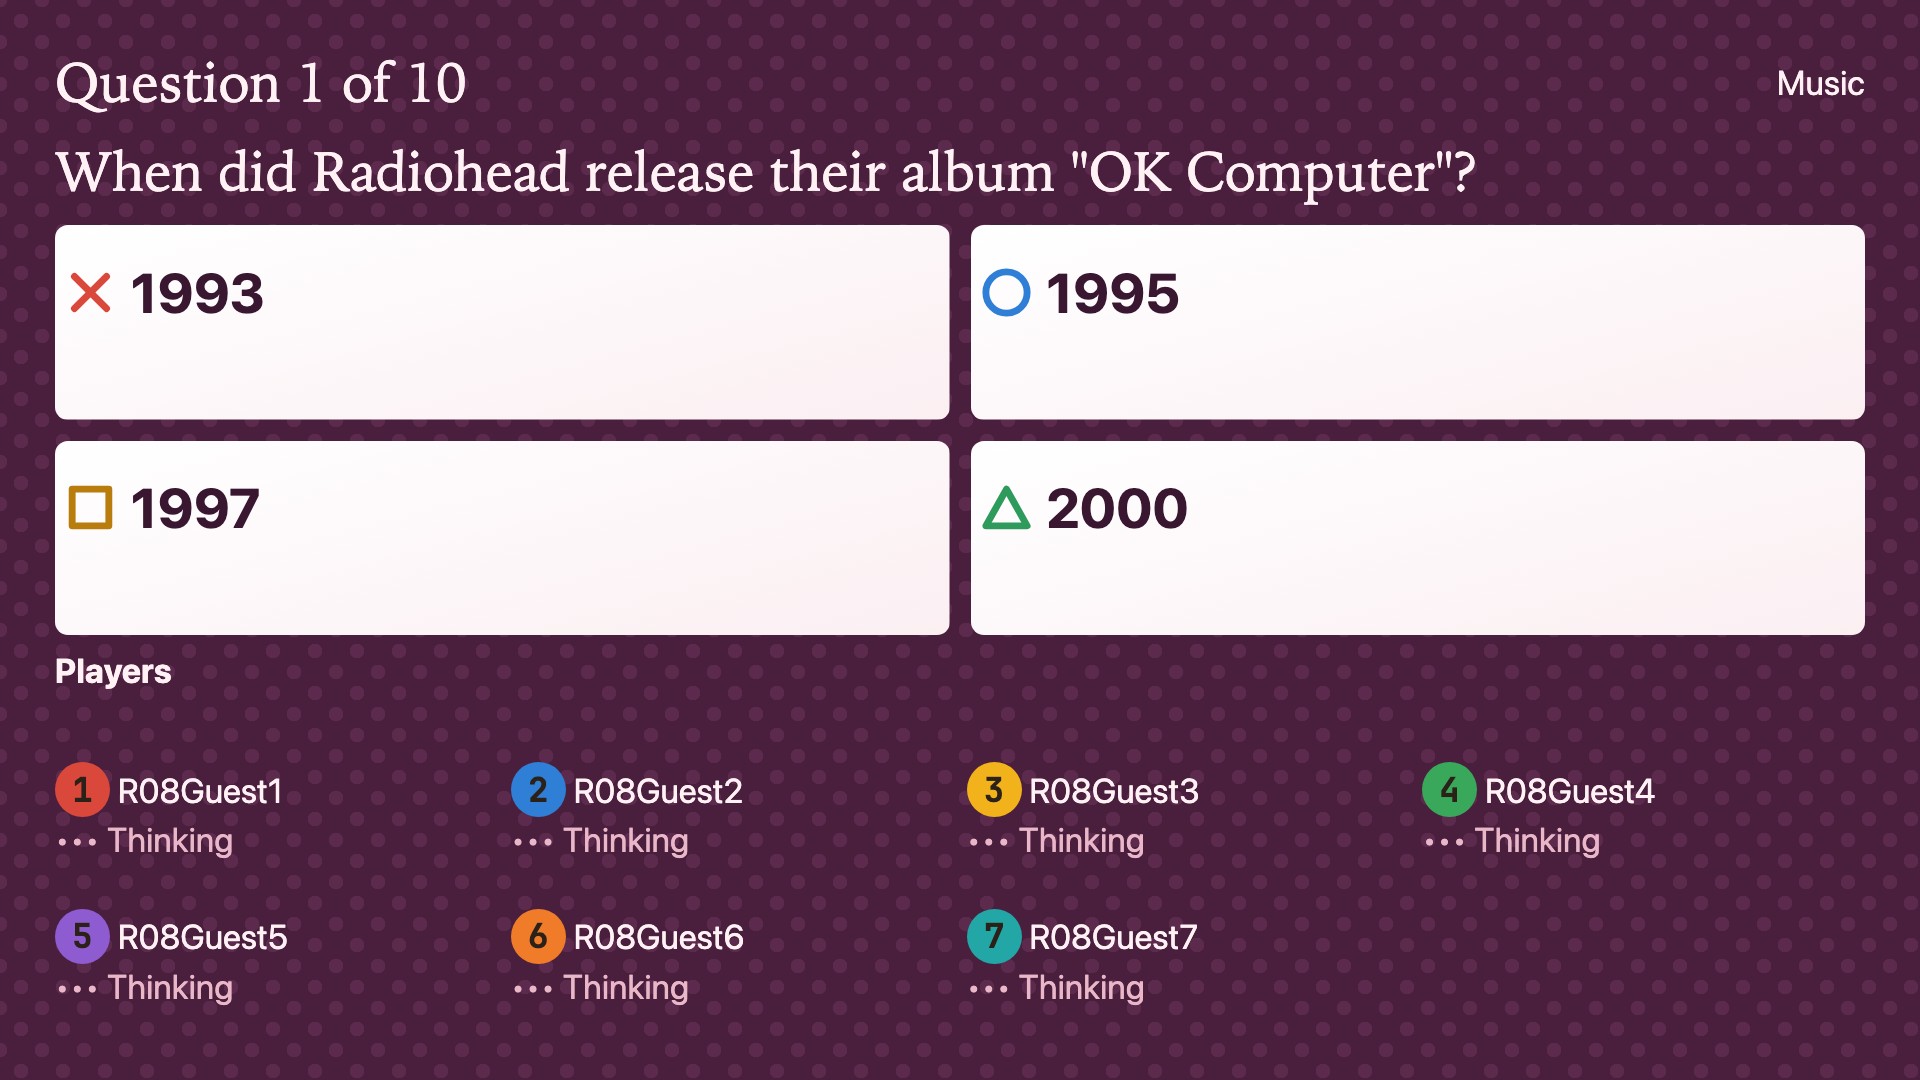 Question 1 of 10
Music
When did Radiohead release their album "OK Computer"?
1993
1995
1997
2000
Players
1 R08Guest1
2 R08Guest2
3 R08Guest3
4 R08Guest4
••• Thinking
••• Thinking
••• Thinking
••• Thinking
5 R08Guest5
6 R08Guest6
7 R08Guest7
••• Thinking
••• Thinking
••• Thinking